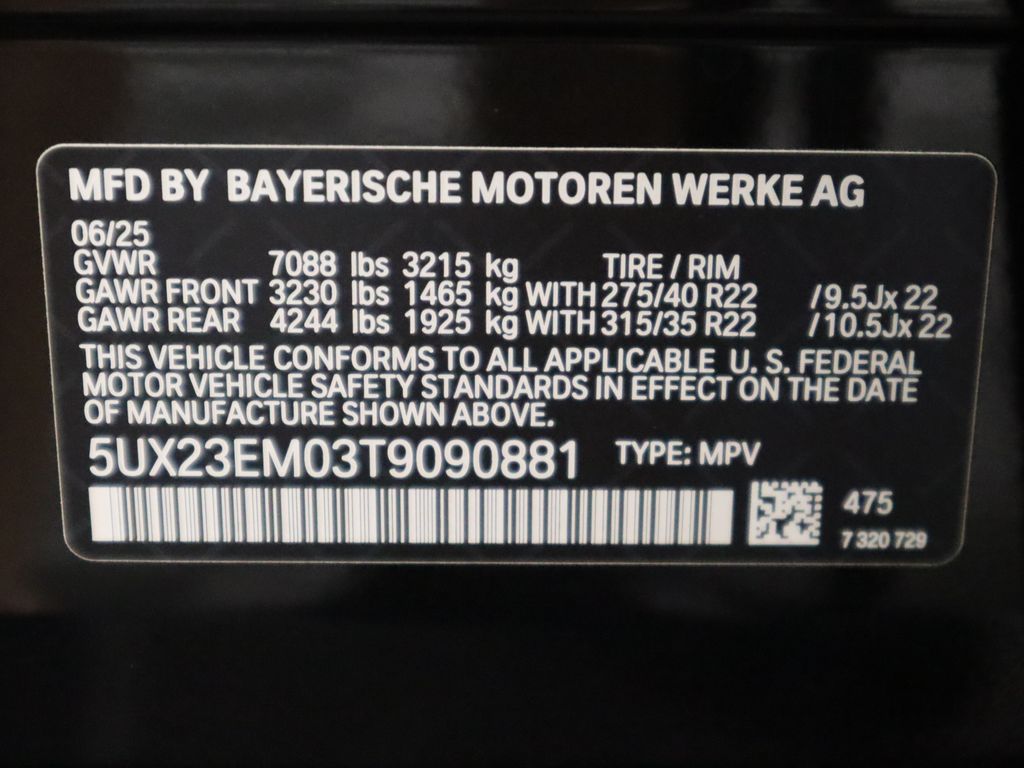 MFD BY BAYERISCHE MOTOREN WERKE AG
06/25
GVWR 7088 lbs 3215 kg TIRE / RIM
GAWR FRONT 3230 lbs 1465 kg WITH 275/40 R22 /9.5Jx 22
GAWR REAR 4244 lbs 1925 kg WITH 315/35 R22 /10.5Jx 22
THIS VEHICLE CONFORMS TO ALL APPLICABLE U. S. FEDERAL
MOTOR VEHICLE SAFETY STANDARDS IN EFFECT ON THE DATE
OF MANUFACTURE SHOWN ABOVE.
5UX23EM03T9090881 TYPE: MPV
475
7 320 729